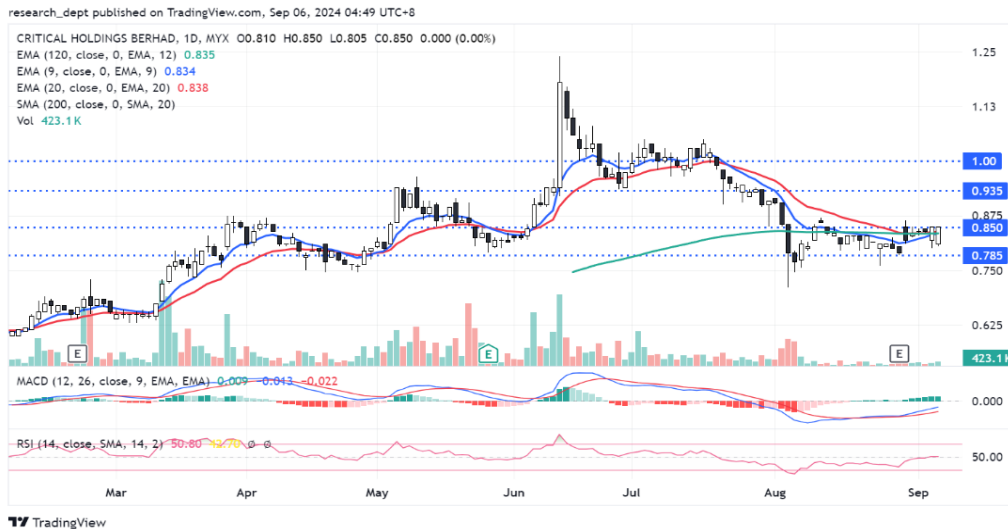 research_dept published on TradingView.com, Sep 06, 2024 04:49 UTC+8
CRITICAL HOLDINGS BERHAD, 1D, MYX O0.810 H0.850 L0.805 C0.850 0.000 (0.00%)
EMA (120, close, 0, EMA, 12) 0.835
EMA (9, close, 0, EMA, 9) 0.834
EMA (20, close, 0, EMA, 20) 0.838
SMA (200, close, 0, SMA, 20)
Vol 423.1K
1.25
1.13
1.00
0.935
0.875
0.850
0.785
0.750
0.625
E
E
E
423.1K
MACD (12, 26, close, 9, EMA, EMA) 0.009 -0.013 -0.022
0.000
RSI (14, close, SMA, 14, 2) 50.80 42.70 ∅ ∅
50.00
Mar Apr May Jun Jul Aug Sep
TradingView